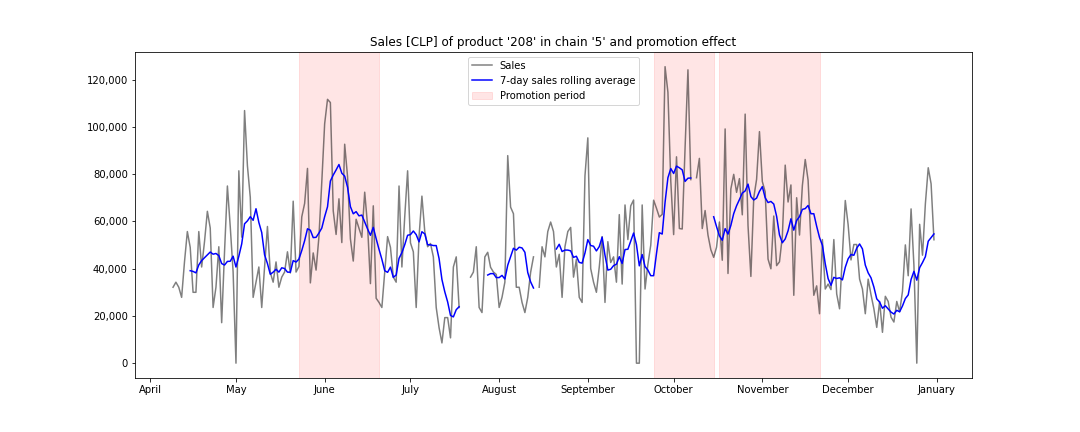 Sales [CLP] of product '208' in chain '5' and promotion effect
Sales
7-day sales rolling average
Promotion period
120,000
100,000
80,000
60,000
40,000
20,000
0
April May June July August September October November December January